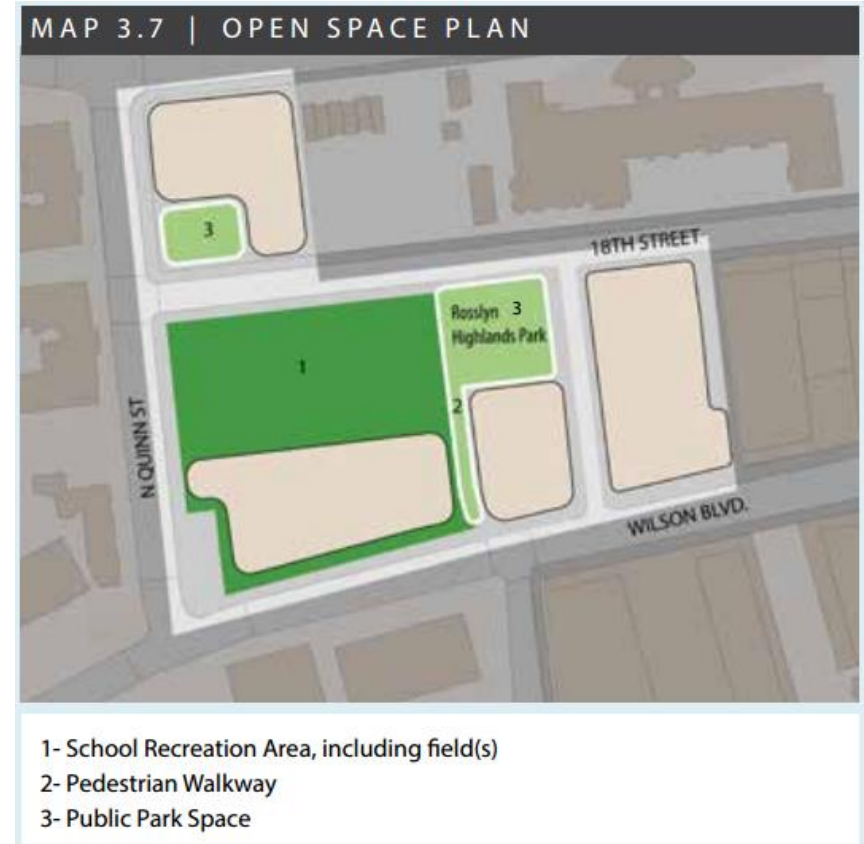 MAP 3.7 | OPEN SPACE PLAN
3
18TH STREET
Rosslyn 3
Highlands Park
1
2
N QUINN ST
WILSON BLVD.
1- School Recreation Area, including field(s)
2- Pedestrian Walkway
3- Public Park Space